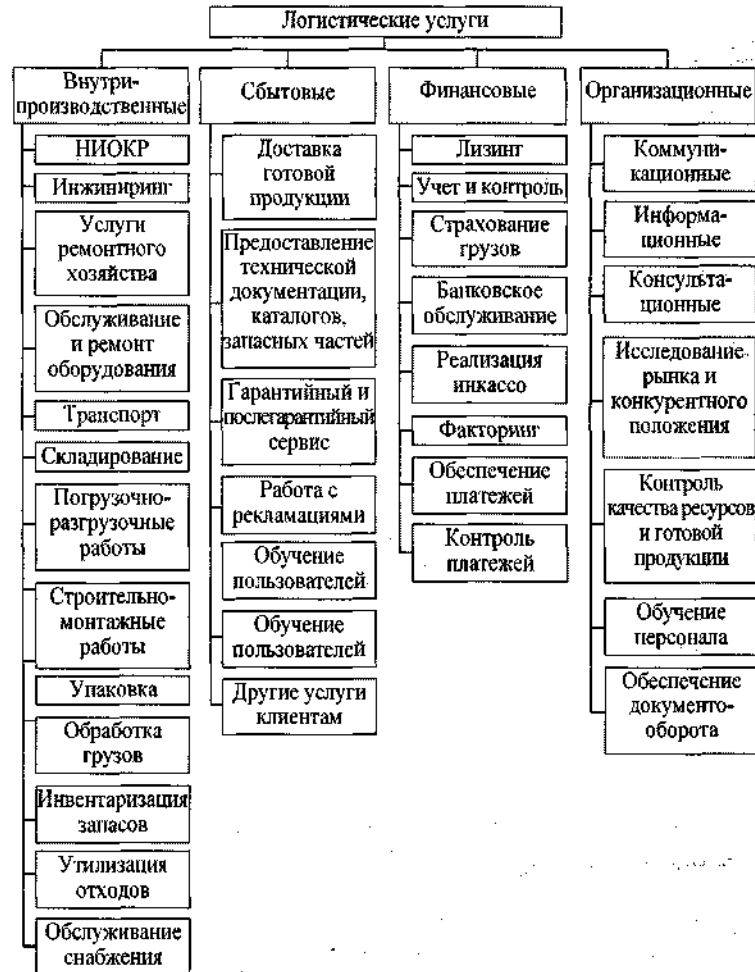 Логистические услуги
Внутри-
производственные
НИОКР
Инжиниринг
Услуги
ремонтного
хозяйства
Обслуживание
и ремонт
оборудования
Транспорт
Складирование
Погрузочно-
разгрузочные
работы
Строительно-
монтажные
работы
Упаковка
Обработка
грузов
Инвентаризация
запасов
Утилизация
отходов
Обслуживание
снабжения
Сбытовые
Доставка
готовой
продукции
Предоставление
технической
документации,
каталогов,
запасных частей
Гарантийный и
послегарантийный
сервис
Работа с
рекламациями
Обучение
пользователей
Обучение
пользователей
Другие услуги
клиентам
Финансовые
Лизинг
Учет и контроль
Страхование
грузов
Банковское
обслуживание
Реализация
инкассо
Факторинг
Обеспечение
платежей
Контроль
платежей
Организационные
Коммуни-
кационные
Информа-
ционные
Консульта-
ционные
Исследование
рынка и
конкурентного
положения
Контроль
качества ресурсов
и готовой
продукции
Обучение
персонала
Обеспечение
документо-
оборота